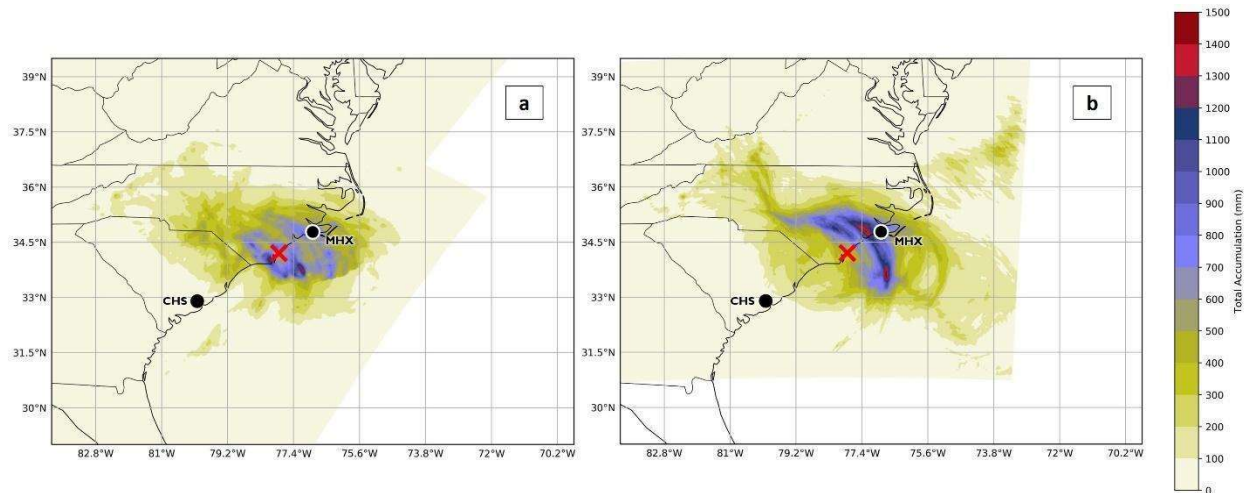 a
39°N
37.5°N
36°N
34.5°N
33°N
31.5°N
30°N
MHX
CHS
82.8°W 81°W 79.2°W 77.4°W 75.6°W 73.8°W 72°W 70.2°W
b
39°N
37.5°N
36°N
34.5°N
33°N
31.5°N
30°N
MHX
CHS
82.8°W 81°W 79.2°W 77.4°W 75.6°W 73.8°W 72°W 70.2°W
1500
1400
1300
1200
1100
1000
900
800
700
600
500
400
300
200
100
0
Total Accumulation (mm)